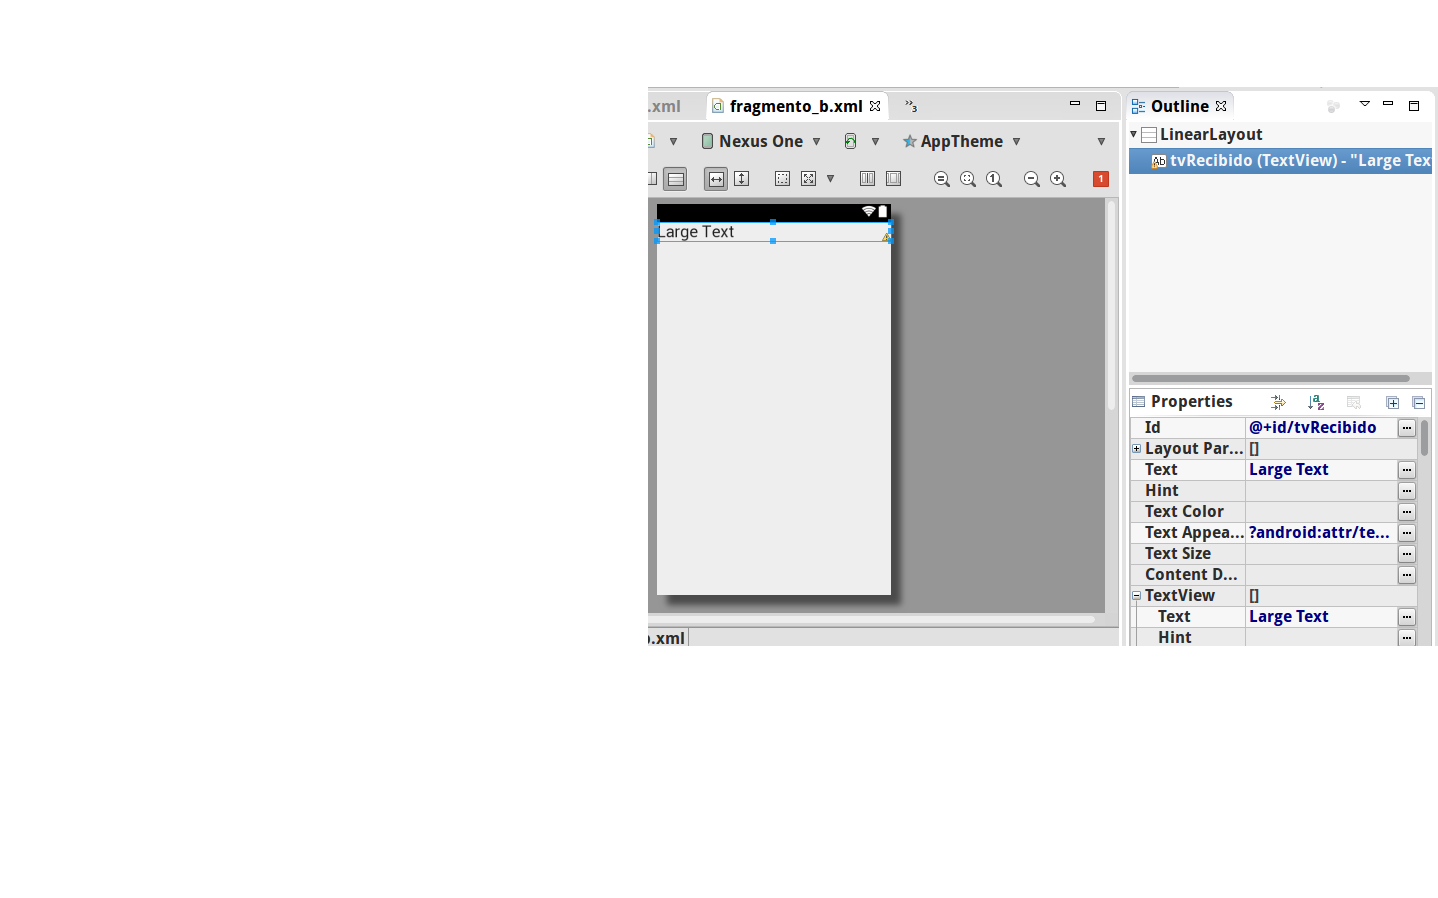 .xml
fragmento_b.xml
3
Outline
Nexus One
AppTheme
1
LinearLayout
Ab tvRecibido (TextView) - "Large Tex
Large Text
Properties
Id @+id/tvRecibido
Layout Par... []
Text Large Text
Hint
Text Color
Text Appea... ?android:attr/te...
Text Size
Content D...
TextView []
Text Large Text
Hint
b.xml